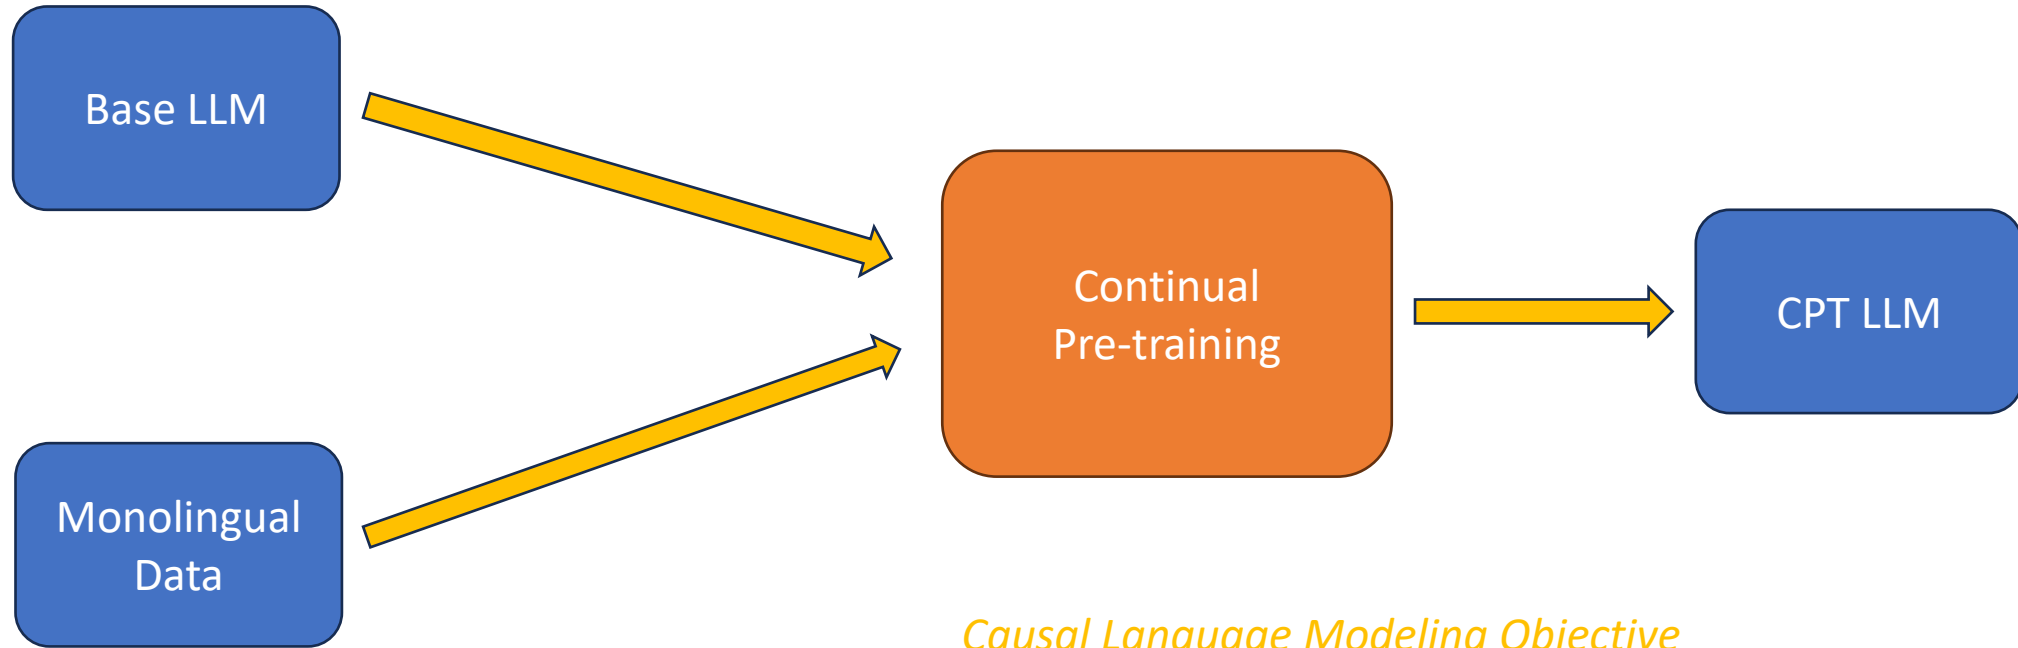 Base LLM
Monolingual
Data
Continual
Pre-training
CPT LLM
Causal Language Modeling Objective